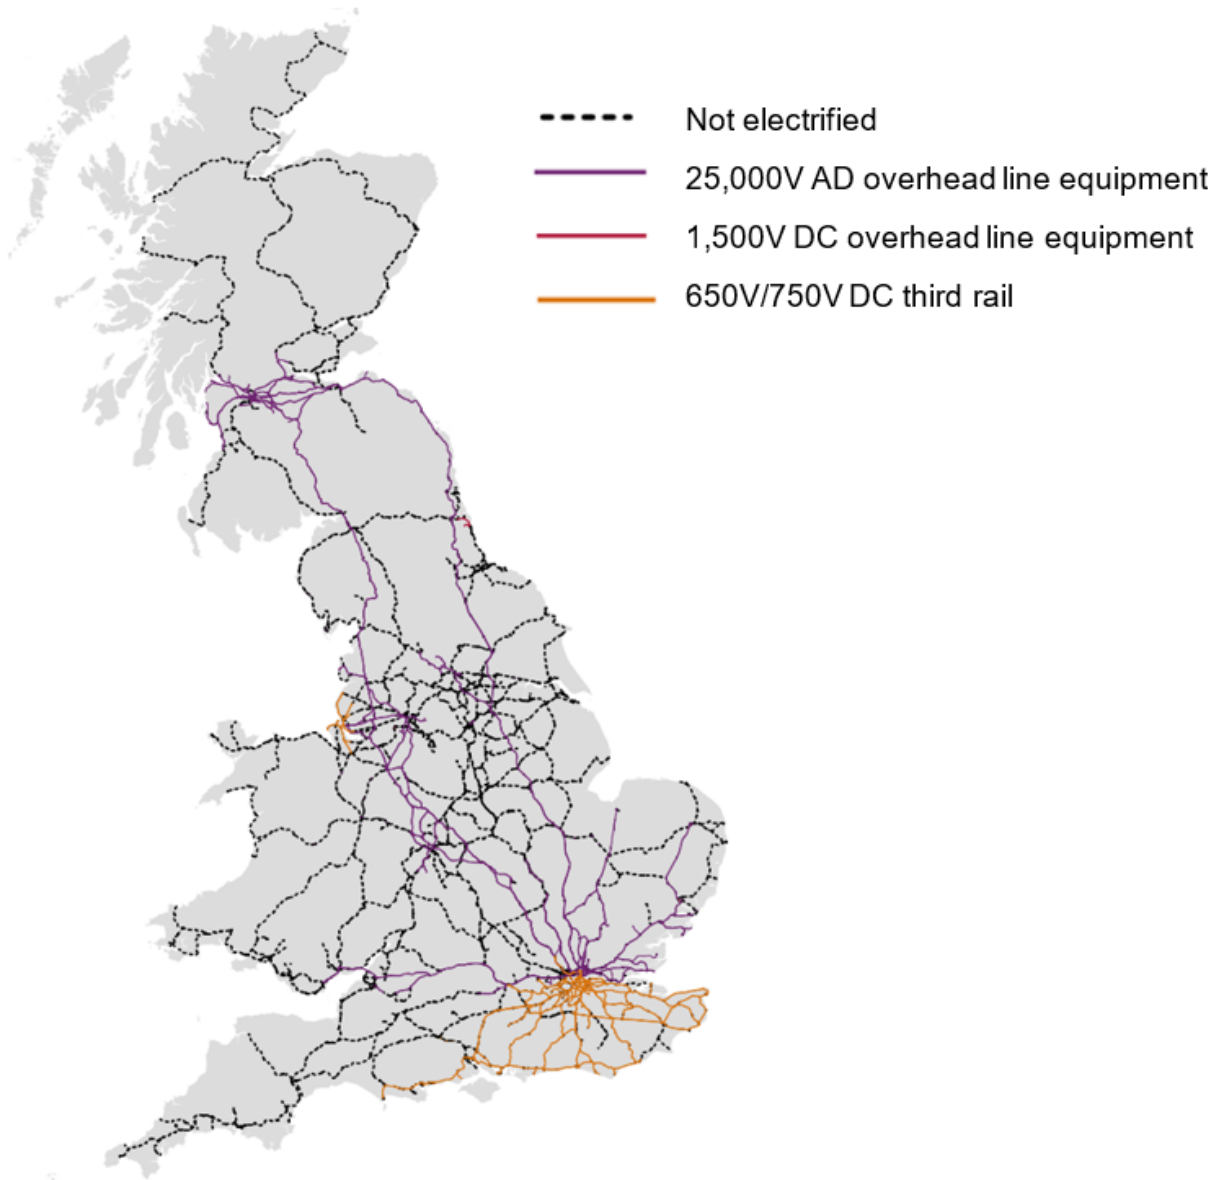 Not electrified
25,000V AD overhead line equipment
1,500V DC overhead line equipment
650V/750V DC third rail